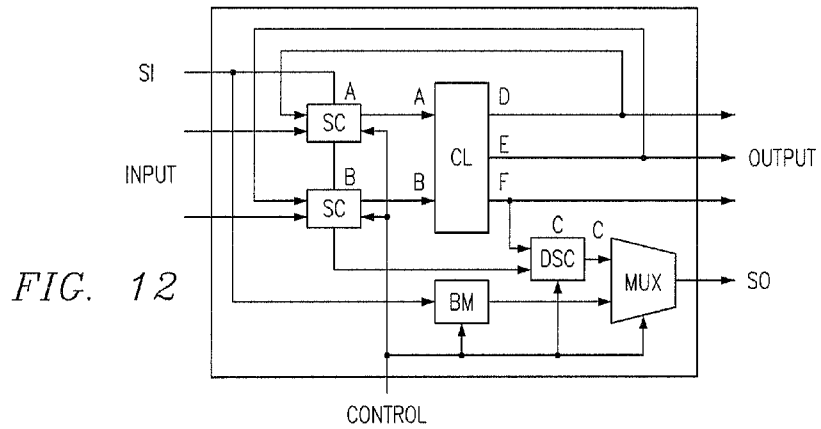 SI
A
A
D
SC
CL
E
OUTPUT
INPUT
B
B
F
SC
C
C
DSC
MUX
SO
BM
FIG. 12
CONTROL